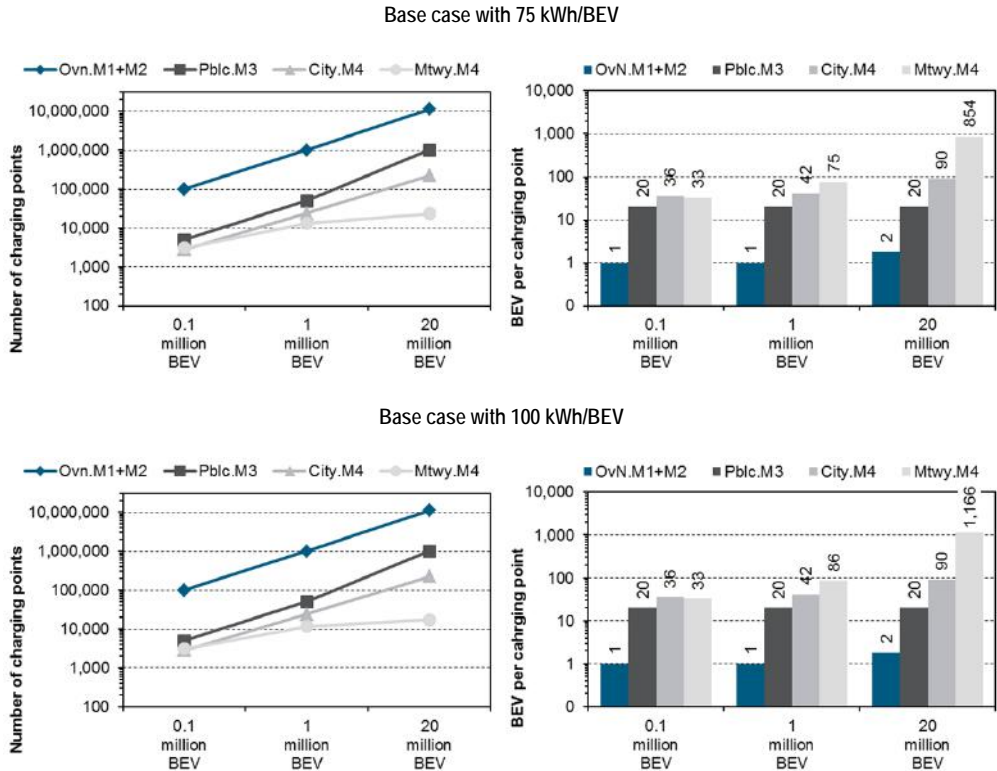 Base case with 75 kWh/BEV
Ovn.M1+M2 Pblc.M3 City.M4 Mtwy.M4
Number of charging points
10,000,000
1,000,000
100,000
10,000
1,000
100
0.1 1 20
million million million
BEV BEV BEV
OvN.M1+M2 Pblc.M3 City.M4 Mtwy.M4
BEV per cahrging point
10,000
1,000
100
10
1
0
1 20 36 33
1 20 42 75
2 20 90 854
0.1 1 20
million million million
BEV BEV BEV
Base case with 100 kWh/BEV
Ovn.M1+M2 Pblc.M3 City.M4 Mtwy.M4
Number of charging points
10,000,000
1,000,000
100,000
10,000
1,000
100
0.1 1 20
million million million
BEV BEV BEV
OvN.M1+M2 Pblc.M3 City.M4 Mtwy.M4
BEV per cahrging point
10,000
1,000
100
10
1
0
1 20 36 33
1 20 42 86
2 20 90 1,166
0.1 1 20
million million million
BEV BEV BEV